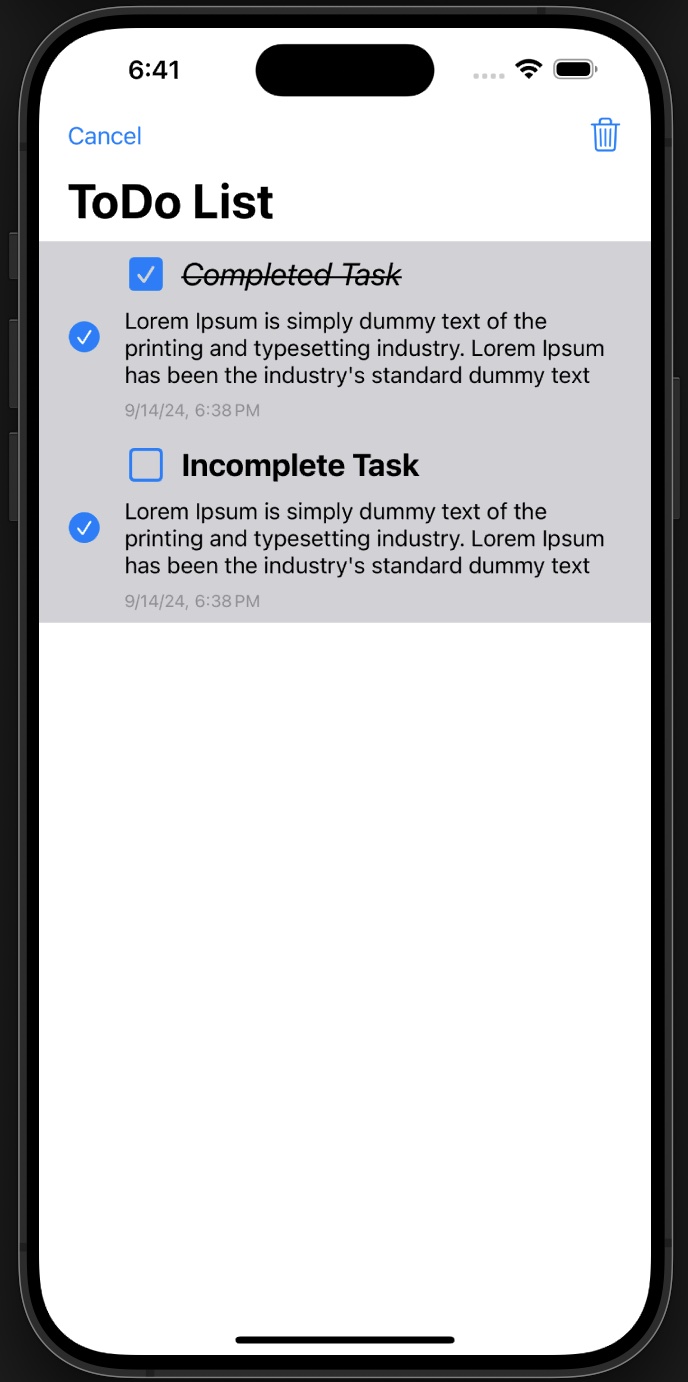 6:41
Cancel
ToDo List
Completed Task
Lorem Ipsum is simply dummy text of the
printing and typesetting industry. Lorem Ipsum
has been the industry's standard dummy text
9/14/24, 6:38 PM
Incomplete Task
Lorem Ipsum is simply dummy text of the
printing and typesetting industry. Lorem Ipsum
has been the industry's standard dummy text
9/14/24, 6:38 PM